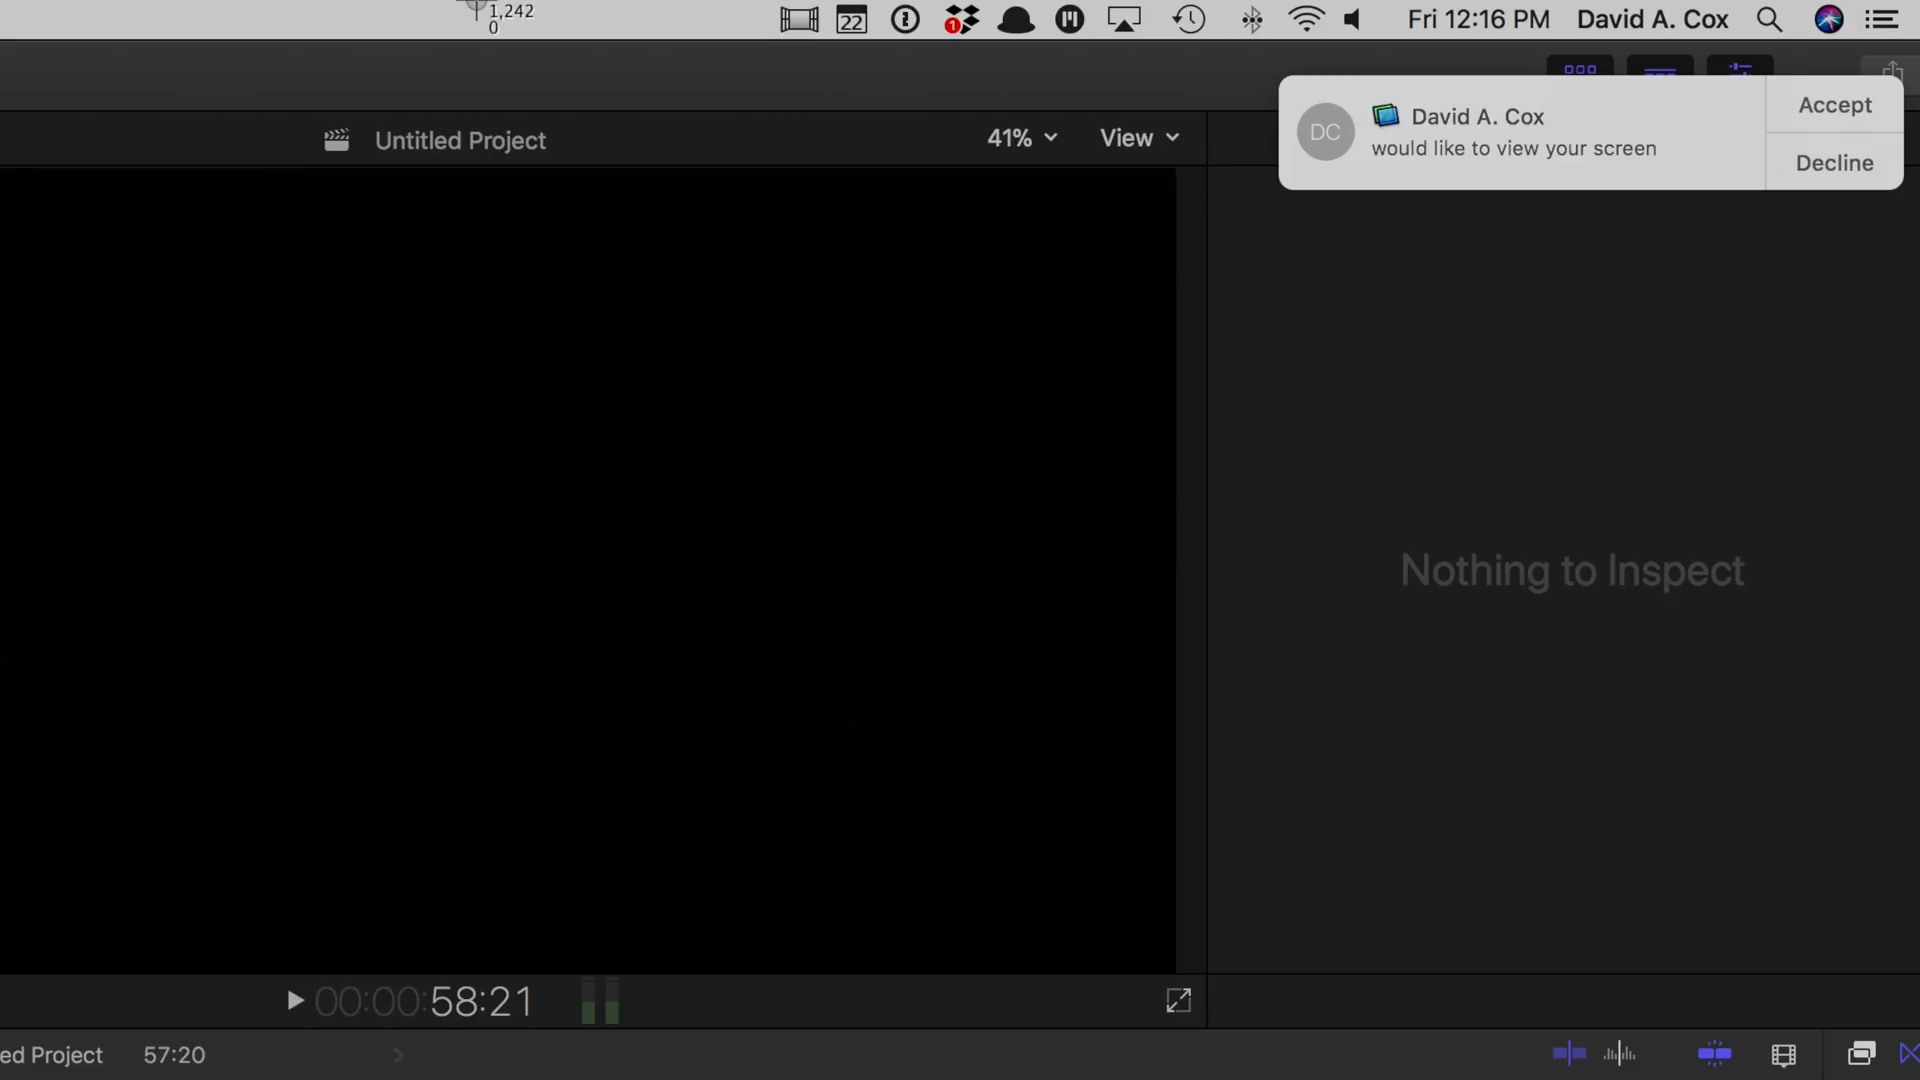 1,242
0
22
1
Fri 12:16 PM
David A. Cox
Untitled Project
41%
View
DC
David A. Cox
would like to view your screen
Accept
Decline
Nothing to Inspect
00:00:58:21
ed Project
57:20